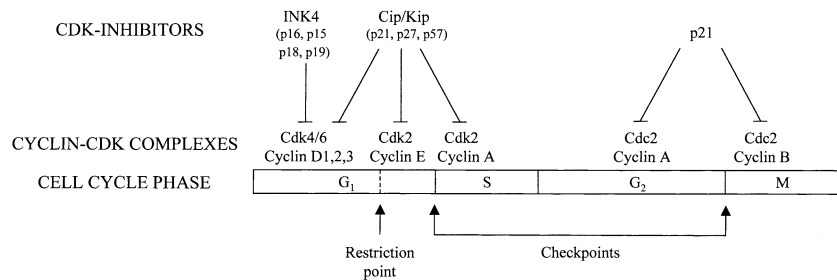 INK4 Cip/Kip
CDK-INHIBITORS (p16, p15 (p21, p27, p57) p21
p18, p19)
CYCLIN-CDK COMPLEXES Cdk4/6 Cdk2 Cdk2 Cdc2 Cdc2
Cyclin D1,2,3 Cyclin E Cyclin A Cyclin A Cyclin B
CELL CYCLE PHASE G1 S G2 M
Restriction Checkpoints
point